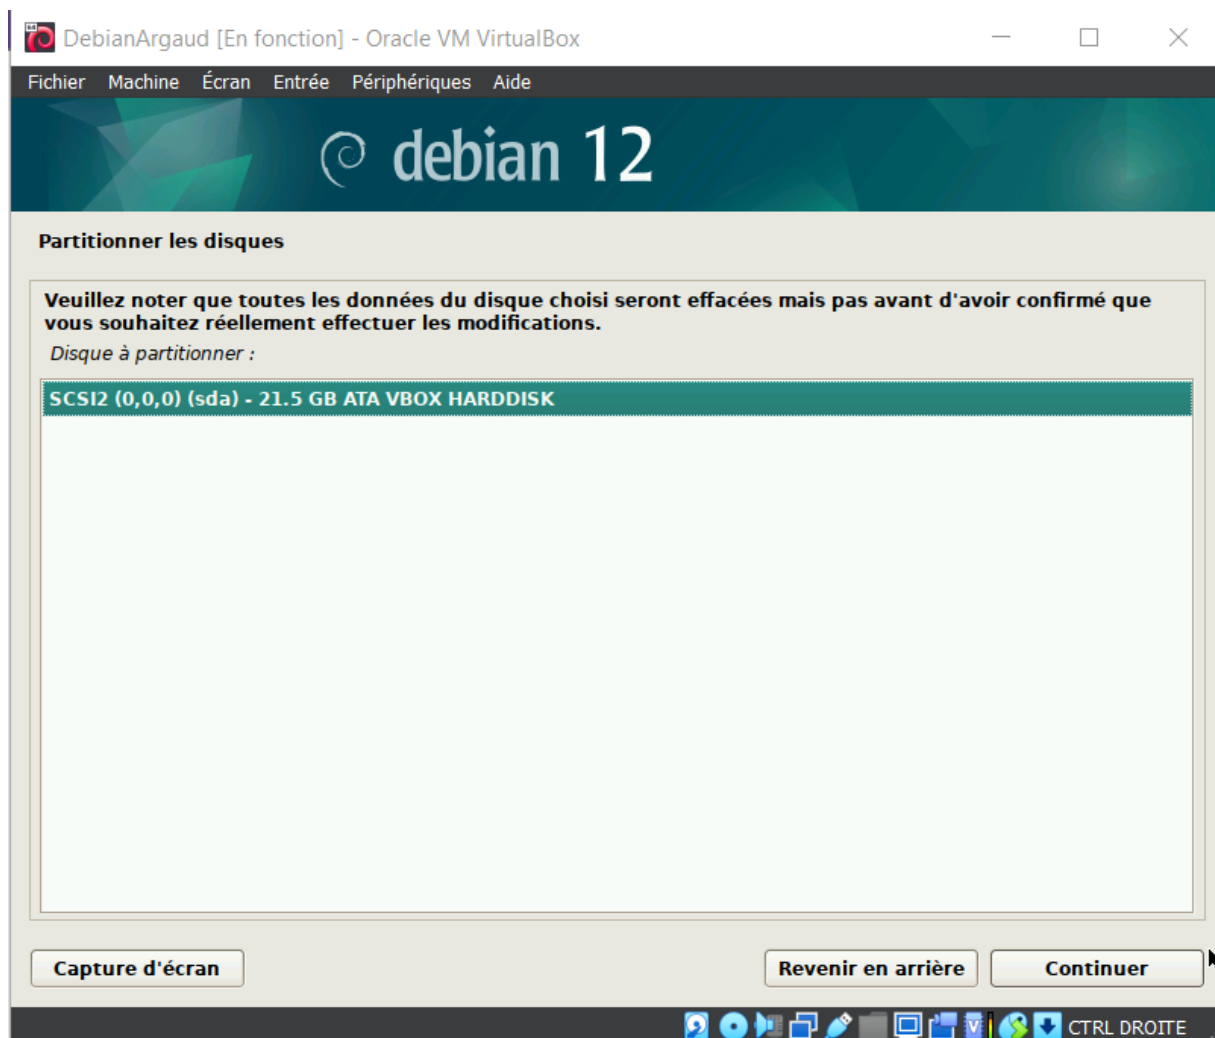 DebianArgaud [En fonction] - Oracle VM VirtualBox
Fichier Machine Écran Entrée Périphériques Aide
debian 12
Partitionner les disques
Veuillez noter que toutes les données du disque choisi seront effacées mais pas avant d'avoir confirmé que
vous souhaitez réellement effectuer les modifications.
Disque à partitionner :
SCSI2 (0,0,0) (sda) - 21.5 GB ATA VBOX HARDDISK
Capture d'écran Revenir en arrière Continuer
CTRL DROITE